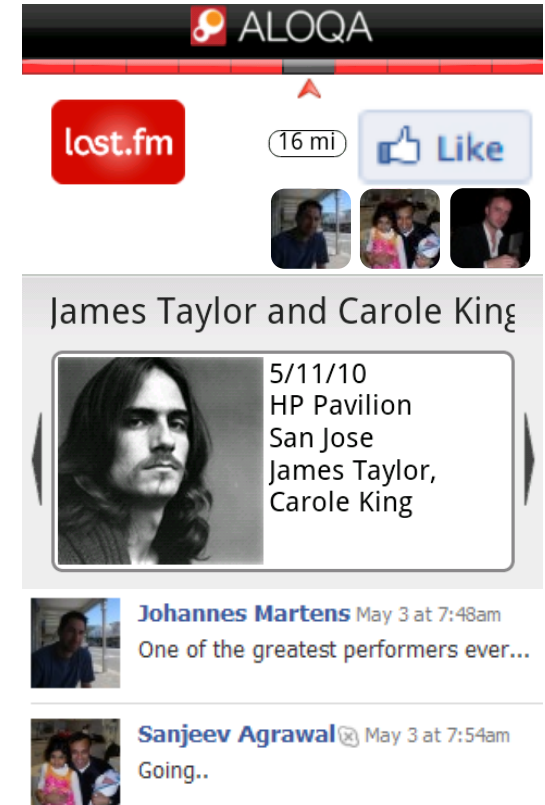 ALOQA
last.fm
16 mi
Like
James Taylor and Carole King
5/11/10
HP Pavilion
San Jose
James Taylor,
Carole King
Johannes Martens May 3 at 7:48am
One of the greatest performers ever...
Sanjeev Agrawal May 3 at 7:54am
Going..